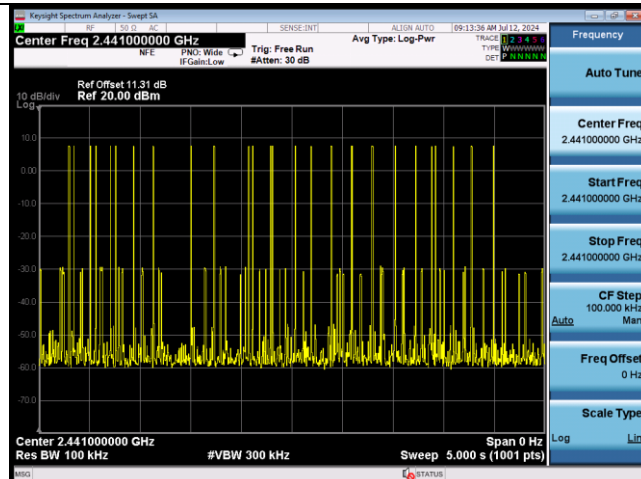 Keysight Spectrum Analyzer - Swept SA
RF 50 Ω AC SENSE:INT ALIGN AUTO 09:13:36 AM Jul 12, 2024
Center Freq 2.441000000 GHz
NFE PNO: Wide Trig: Free Run
IFGain:Low #Atten: 30 dB
Avg Type: Log-Pwr
TRACE 1 2 3 4 5 6
TYPE WWWWWW
DET P N N N N N
Ref Offset 11.31 dB
10 dB/div Ref 20.00 dBm
Log
10.0
0.00
-10.0
-20.0
-30.0
-40.0
-50.0
-60.0
-70.0
Center 2.441000000 GHz Span 0 Hz
Res BW 100 kHz #VBW 300 kHz Sweep 5.000 s (1001 pts)
MSG STATUS
Frequency
Auto Tune
Center Freq
2.441000000 GHz
Start Freq
2.441000000 GHz
Stop Freq
2.441000000 GHz
CF Step
100.000 kHz
Auto Man
Freq Offset
0 Hz
Scale Type
Log Lin